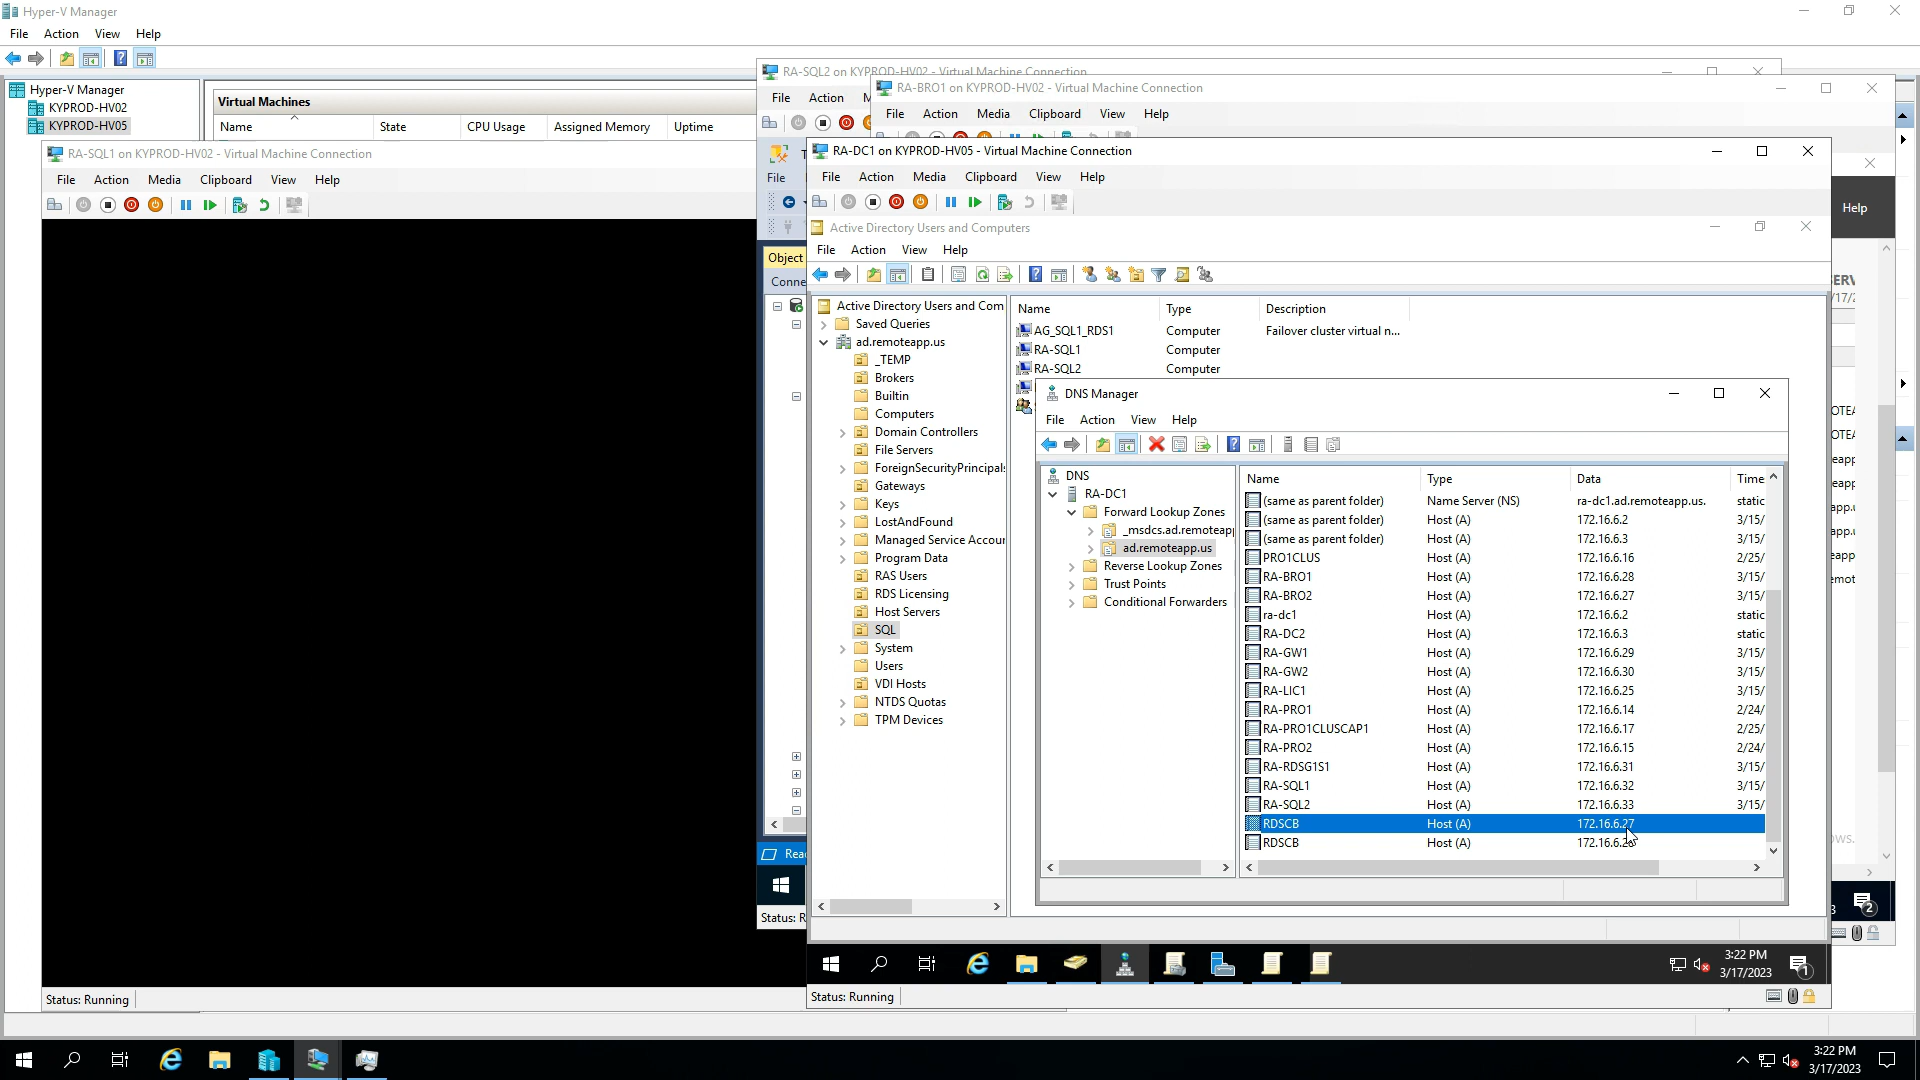 Hyper-V Manager
File Action View Help
Hyper-V Manager
KYPROD-HV02
KYPROD-HV05
Virtual Machines
Name State CPU Usage Assigned Memory Uptime
RA-SQL1 on KYPROD-HV02 - Virtual Machine Connection
File Action Media Clipboard View Help
RA-SQL2 on KYPROD-HV02 - Virtual Machine Connection
File Action
RA-BRO1 on KYPROD-HV02 - Virtual Machine Connection
File Action Media Clipboard View Help
File
Object
Conne
Help
RA-DC1 on KYPROD-HV05 - Virtual Machine Connection
File Action Media Clipboard View Help
Active Directory Users and Computers
File Action View Help
Active Directory Users and Com
Saved Queries
ad.remoteapp.us
_TEMP
Brokers
Builtin
Computers
Domain Controllers
File Servers
ForeignSecurityPrincipals
Gateways
Keys
LostAndFound
Managed Service Accour
Program Data
RAS Users
RDS Licensing
Host Servers
SQL
System
Users
VDI Hosts
NTDS Quotas
TPM Devices
Name Type Description
AG_SQL1_RDS1 Computer Failover cluster virtual n...
RA-SQL1 Computer
RA-SQL2 Computer
DNS Manager
File Action View Help
DNS
RA-DC1
Forward Lookup Zones
_msdcs.ad.remoteapp
ad.remoteapp.us
Reverse Lookup Zones
Trust Points
Conditional Forwarders
Name Type Data Time
(same as parent folder) Name Server (NS) ra-dc1.ad.remoteapp.us. static
(same as parent folder) Host (A) 172.16.6.2 3/15/
(same as parent folder) Host (A) 172.16.6.3 3/15/
PRO1CLUS Host (A) 172.16.6.16 2/25/
RA-BRO1 Host (A) 172.16.6.28 3/15/
RA-BRO2 Host (A) 172.16.6.27 3/15/
ra-dc1 Host (A) 172.16.6.2 static
RA-DC2 Host (A) 172.16.6.3 static
RA-GW1 Host (A) 172.16.6.29 3/15/
RA-GW2 Host (A) 172.16.6.30 3/15/
RA-LIC1 Host (A) 172.16.6.25 3/15/
RA-PRO1 Host (A) 172.16.6.14 2/24/
RA-PRO1CLUSCAP1 Host (A) 172.16.6.17 2/25/
RA-PRO2 Host (A) 172.16.6.15 2/24/
RA-RDSG1S1 Host (A) 172.16.6.31 3/15/
RA-SQL1 Host (A) 172.16.6.32 3/15/
RA-SQL2 Host (A) 172.16.6.33 3/15/
RDSCB Host (A) 172.16.6.27
RDSCB Host (A)
Read
Status: R
2
3:22 PM
3/17/2023
1
Status: Running
Status: Running
3:22 PM
3/17/2023